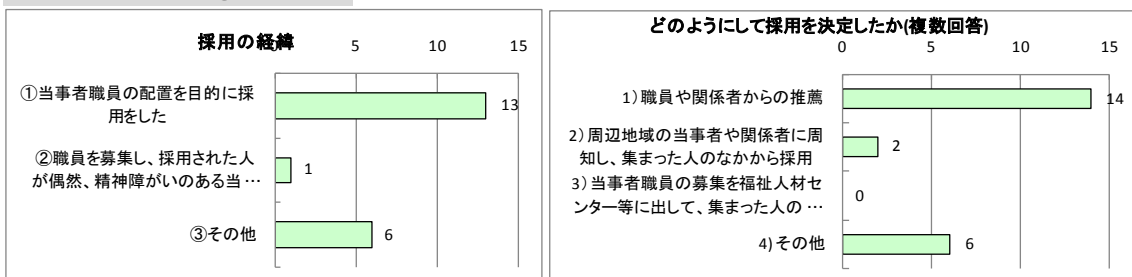 採用の経緯
0 5 10 15
①当事者職員の配置を目的に採
用をした
13
②職員を募集し、採用された人
が偶然、精神障がいのある当…
1
③その他
6
どのようにして採用を決定したか(複数回答)
0 5 10 15
1)職員や関係者からの推薦
14
2)周辺地域の当事者や関係者に周
知し、集まった人のなかから採用
2
3)当事者職員の募集を福祉人材セ
ンター等に出して、集まった人の…
0
4)その他
6